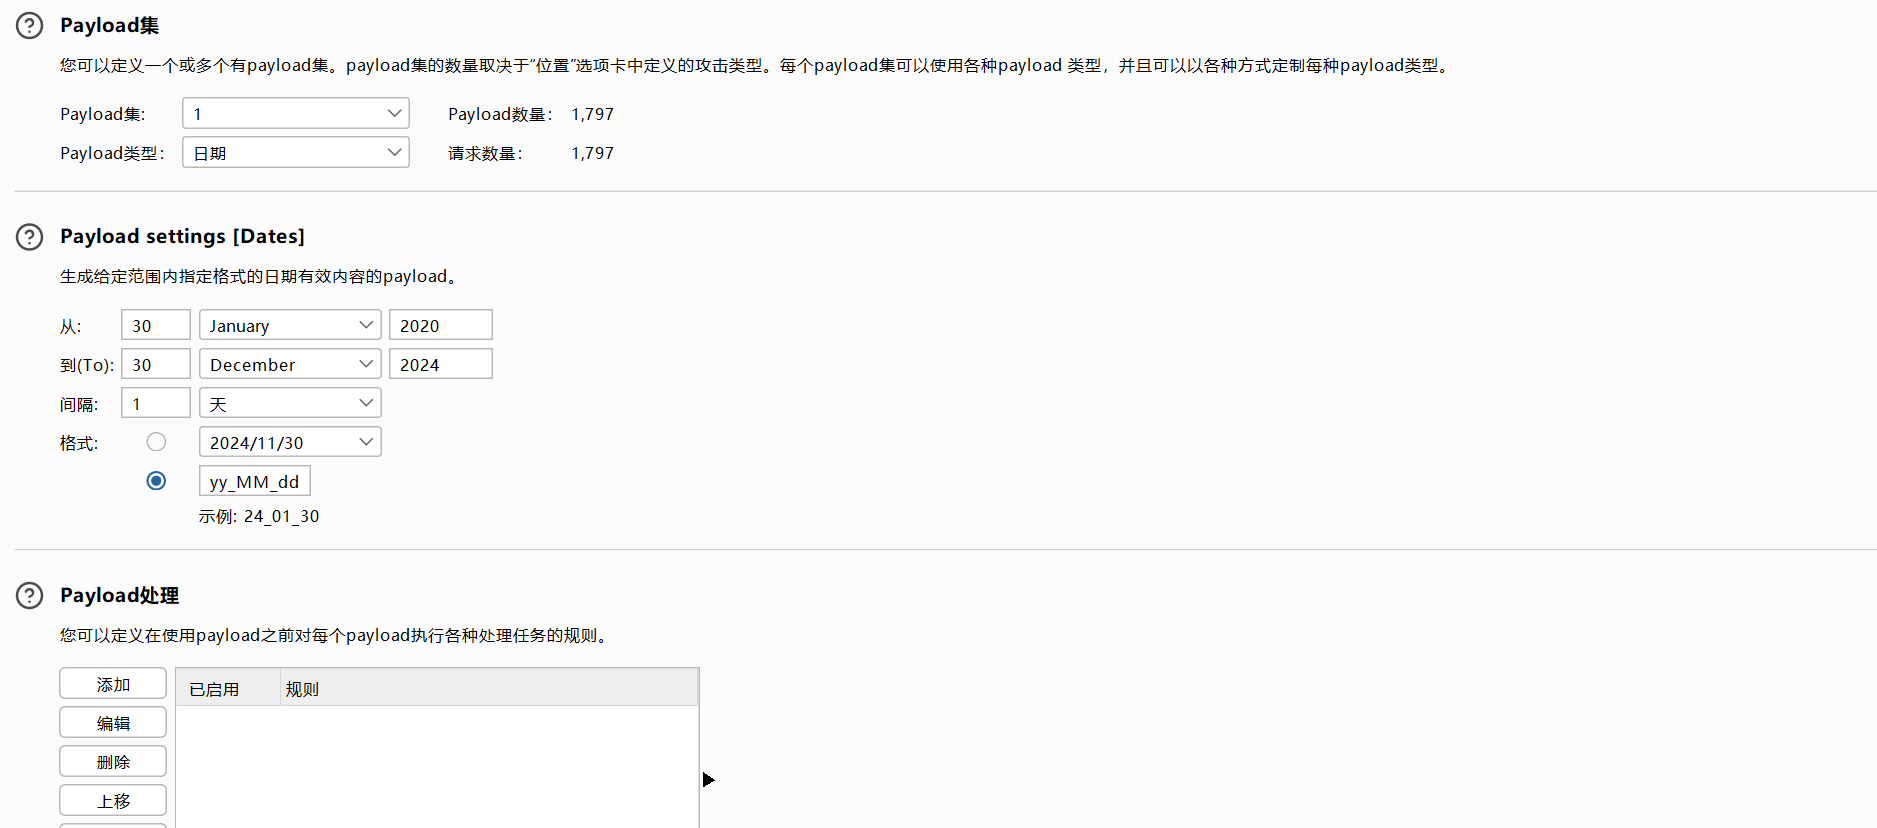 Payload集
您可以定义一个或多个有payload集。payload集的数量取决于"位置"选项卡中定义的攻击类型。每个payload集可以使用各种payload 类型，并且可以以各种方式定制每种payload类型。
Payload集: 1 Payload数量： 1,797
Payload类型： 日期 请求数量： 1,797
Payload settings [Dates]
生成给定范围内指定格式的日期有效内容的payload。
从: 30 January 2020
到(To): 30 December 2024
间隔: 1 天
格式: 2024/11/30
yy_MM_dd
示例: 24_01_30
Payload处理
您可以定义在使用payload之前对每个payload执行各种处理任务的规则。
添加 已启用 规则
编辑
删除
上移